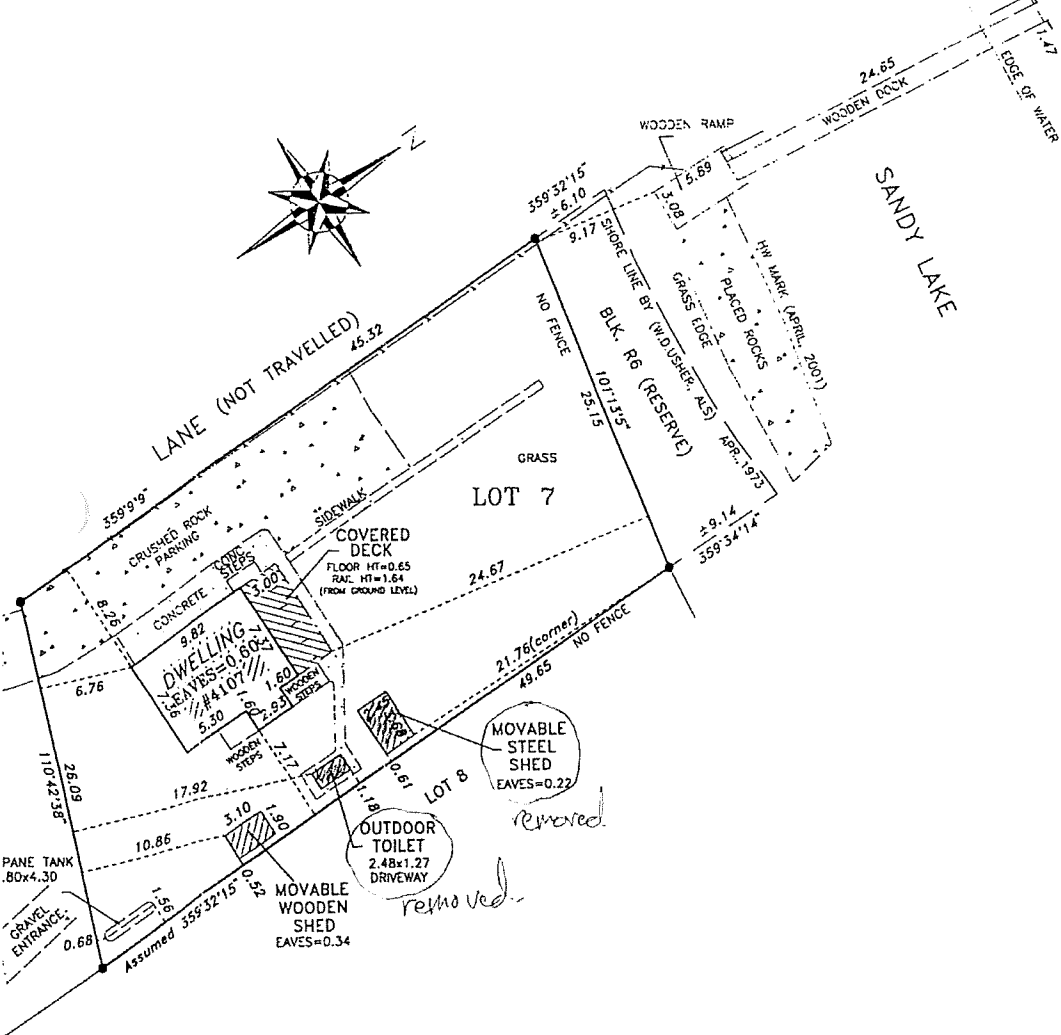 1.47
24.65
WOODEN DOCK
EDGE OF WATER
WOODEN RAMP
5.69
3.08
N
SANDY LAKE
359°32'15"
±6.10
9.17
SHORE LINE BY (W.D.USHER, ALS) APR.,1973
GRASS EDGE
PLACED ROCKS
HW MARK (APRIL, 2001)
NO FENCE
BLK. R6 (RESERVE)
101°13'5"
25.15
LANE (NOT TRAVELLED)
45.32
359°9'9"
GRASS
LOT 7
SIDEWALK
CRUSHED ROCK
PARKING
COVERED
DECK
FLOOR HT=0.65
RAIL HT=1.64
(FROM GROUND LEVEL)
±9.14
359°34'14"
CONC
STEPS
3.00
CONCRETE
8.26
24.67
9.82
DWELLING
EAVES=0.60
#4107
7.37
7.36
5.30
1.60
2.93
1.60
WOODEN
STEPS
WOODEN
STEPS
6.76
21.76(corner)
NO FENCE
49.65
2.45
1.68
MOVABLE
STEEL
SHED
EAVES=0.22
removed
0.61
LOT 8
7.17
1.18
26.09
110°42'38"
17.92
3.10
1.90
10.86
OUTDOOR
TOILET
2.48x1.27
DRIVEWAY
removed
PANE TANK
.80x4.30
GRAVEL
ENTRANCE
0.68
1.56
Assumed 359°32'15"
0.52
MOVABLE
WOODEN
SHED
EAVES=0.34